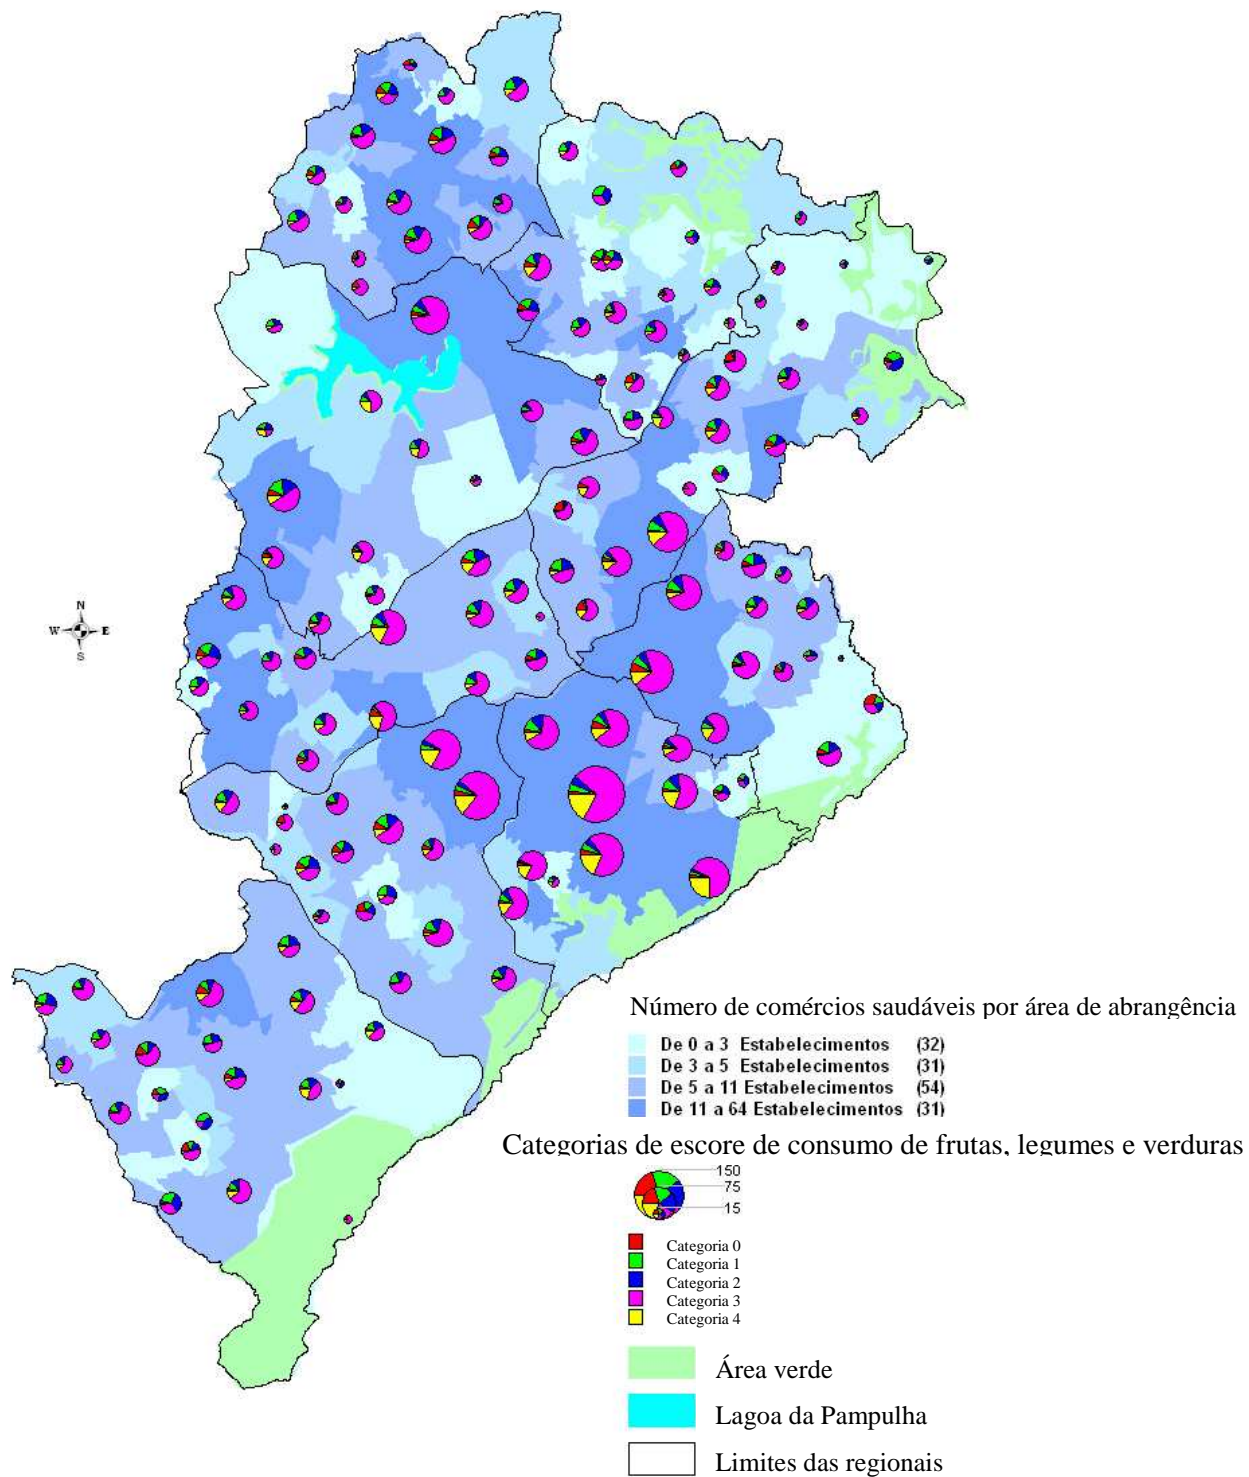 N
W E
S
Número de comércios saudáveis por área de abrangência
De 0 a 3 Estabelecimentos (32)
De 3 a 5 Estabelecimentos (31)
De 5 a 11 Estabelecimentos (54)
De 11 a 64 Estabelecimentos (31)
Categorias de escore de consumo de frutas, legumes e verduras
150
75
15
Categoria 0
Categoria 1
Categoria 2
Categoria 3
Categoria 4
Área verde
Lagoa da Pampulha
Limites das regionais